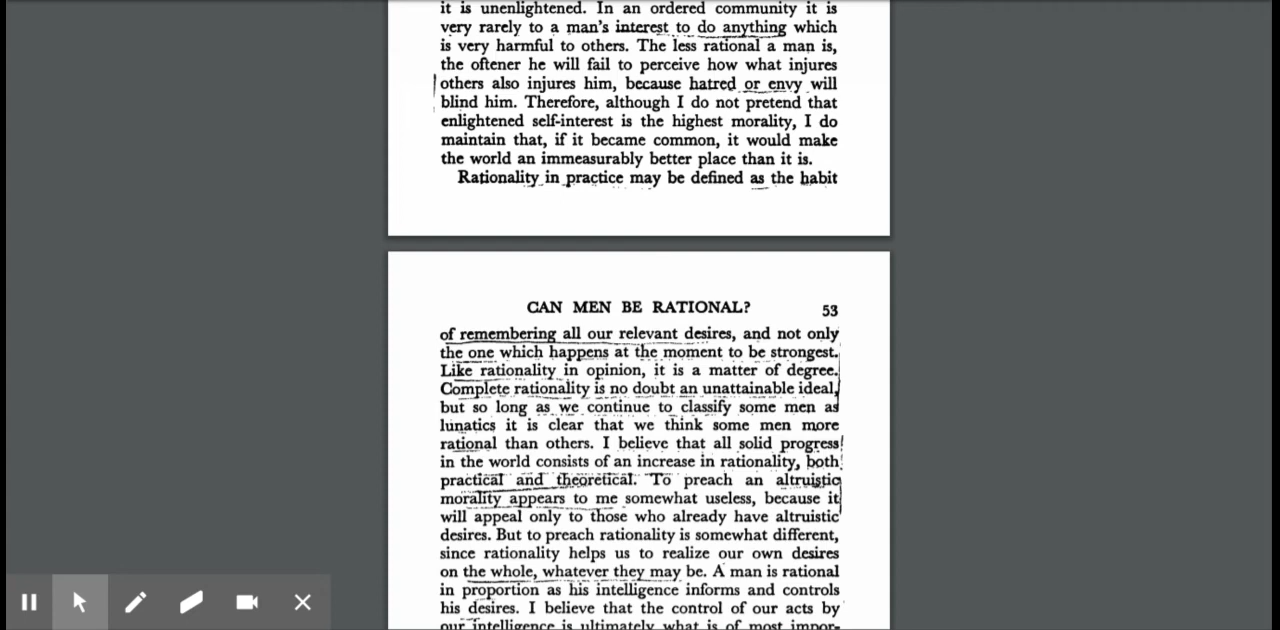 it is unenlightened. In an ordered community it is
very rarely to a man's interest to do anything which
is very harmful to others. The less rational a man is,
the oftener he will fail to perceive how what injures
others also injures him, because hatred or envy will
blind him. Therefore, although I do not pretend that
enlightened self-interest is the highest morality, I do
maintain that, if it became common, it would make
the world an immeasurably better place than it is.
Rationality in practice may be defined as the habit
CAN MEN BE RATIONAL? 53
of remembering all our relevant desires, and not only
the one which happens at the moment to be strongest.
Like rationality in opinion, it is a matter of degree.
Complete rationality is no doubt an unattainable ideal,
but so long as we continue to classify some men as
lunatics it is clear that we think some men more
rational than others. I believe that all solid progress
in the world consists of an increase in rationality, both
practical and theoretical. To preach an altruistic
morality appears to me somewhat useless, because it
will appeal only to those who already have altruistic
desires. But to preach rationality is somewhat different,
since rationality helps us to realize our own desires
on the whole, whatever they may be. A man is rational
in proportion as his intelligence informs and controls
his desires. I believe that the control of our acts by
our intelligence is ultimately what is of most impor-